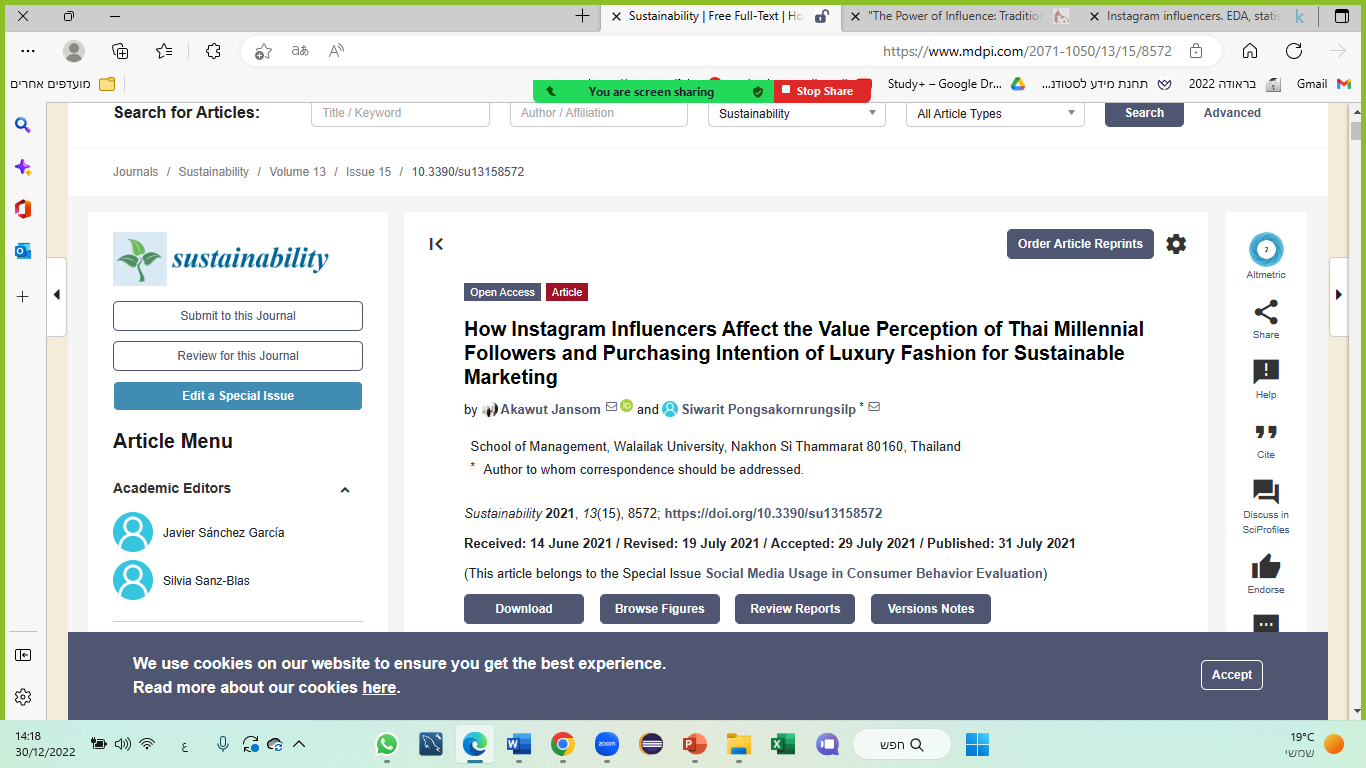 Sustainability | Free Full-Text | Ho
"The Power of Influence: Traditio
Instagram influencers. EDA, statis
https://www.mdpi.com/2071-1050/13/15/8572
מועדפים אחרים
Study+ – Google Dr...
תחנת מידע לסטודנ...
בראודה 2022
Gmail
You are screen sharing
Stop Share
Search for Articles:
Title / Keyword
Author / Affiliation
Sustainability
All Article Types
Search
Advanced
Journals / Sustainability / Volume 13 / Issue 15 / 10.3390/su13158572
sustainability
Submit to this Journal
Review for this Journal
Edit a Special Issue
Article Menu
Academic Editors
Javier Sánchez García
Silvia Sanz-Blas
Order Article Reprints
Open Access
Article
How Instagram Influencers Affect the Value Perception of Thai Millennial
Followers and Purchasing Intention of Luxury Fashion for Sustainable
Marketing
by Akawut Jansom and Siwarit Pongsakornrungsilp *
School of Management, Walailak University, Nakhon Si Thammarat 80160, Thailand
* Author to whom correspondence should be addressed.
Sustainability 2021, 13(15), 8572; https://doi.org/10.3390/su13158572
Received: 14 June 2021 / Revised: 19 July 2021 / Accepted: 29 July 2021 / Published: 31 July 2021
(This article belongs to the Special Issue Social Media Usage in Consumer Behavior Evaluation)
Download
Browse Figures
Review Reports
Versions Notes
2
Altmetric
Share
Help
Cite
Discuss in
SciProfiles
Endorse
We use cookies on our website to ensure you get the best experience.
Read more about our cookies here.
Accept
14:18
30/12/2022
ع
zoom
חפש
19°C
שמשי